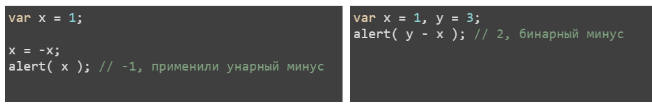 var x = 1;
x = -x;
alert( x ); // -1, применили унарный минус
var x = 1, y = 3;
alert( y - x ); // 2, бинарный минус